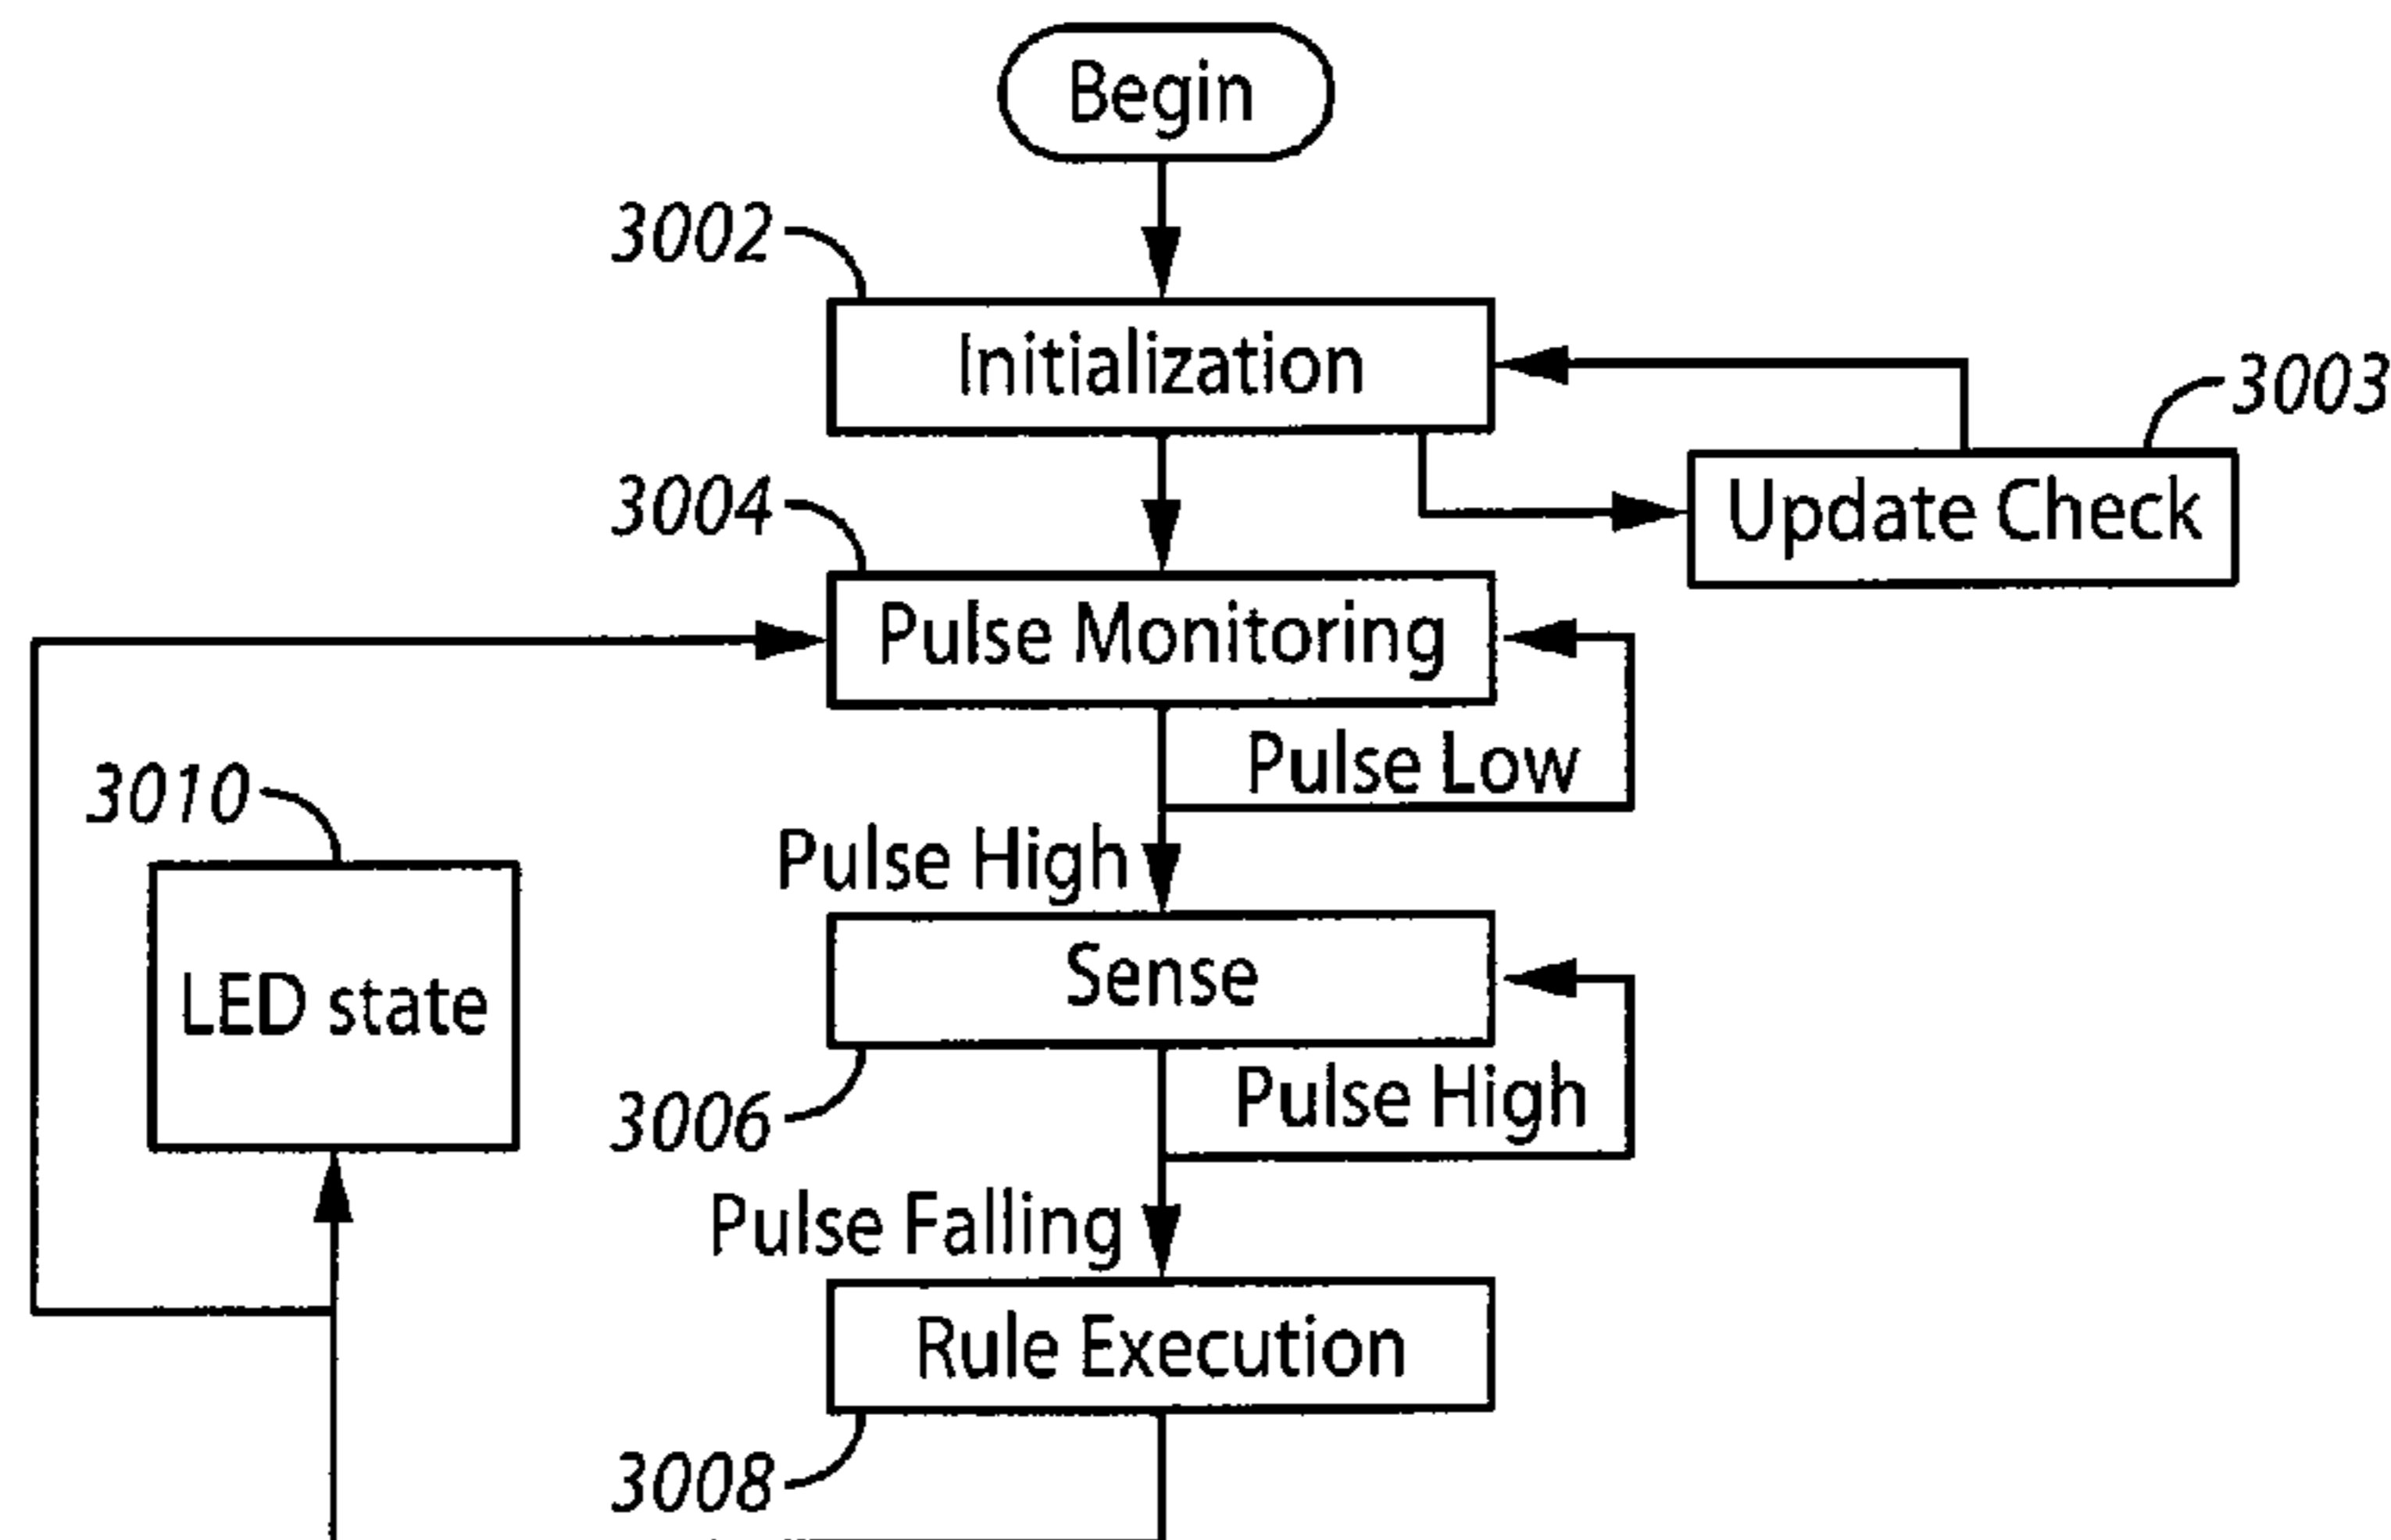 Begin
3002
Initialization
3003
3004
Update Check
Pulse Monitoring
Pulse Low
3010
Pulse High
LED state
Sense
3006
Pulse High
Pulse Falling
Rule Execution
3008